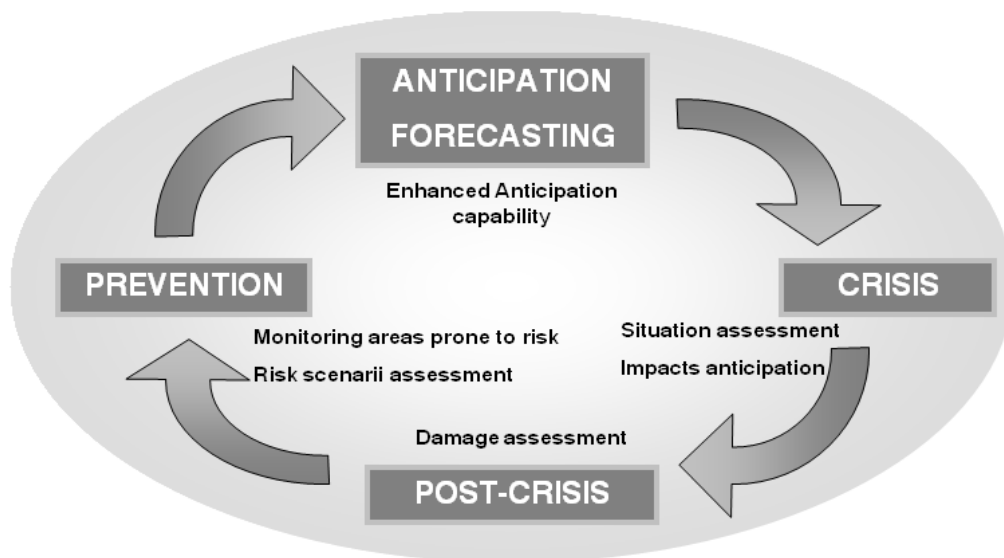 ANTICIPATION
FORECASTING
Enhanced Anticipation
capability
PREVENTION
CRISIS
Monitoring areas prone to risk
Risk scenarii assessment
Situation assessment
Impacts anticipation
Damage assessment
POST-CRISIS